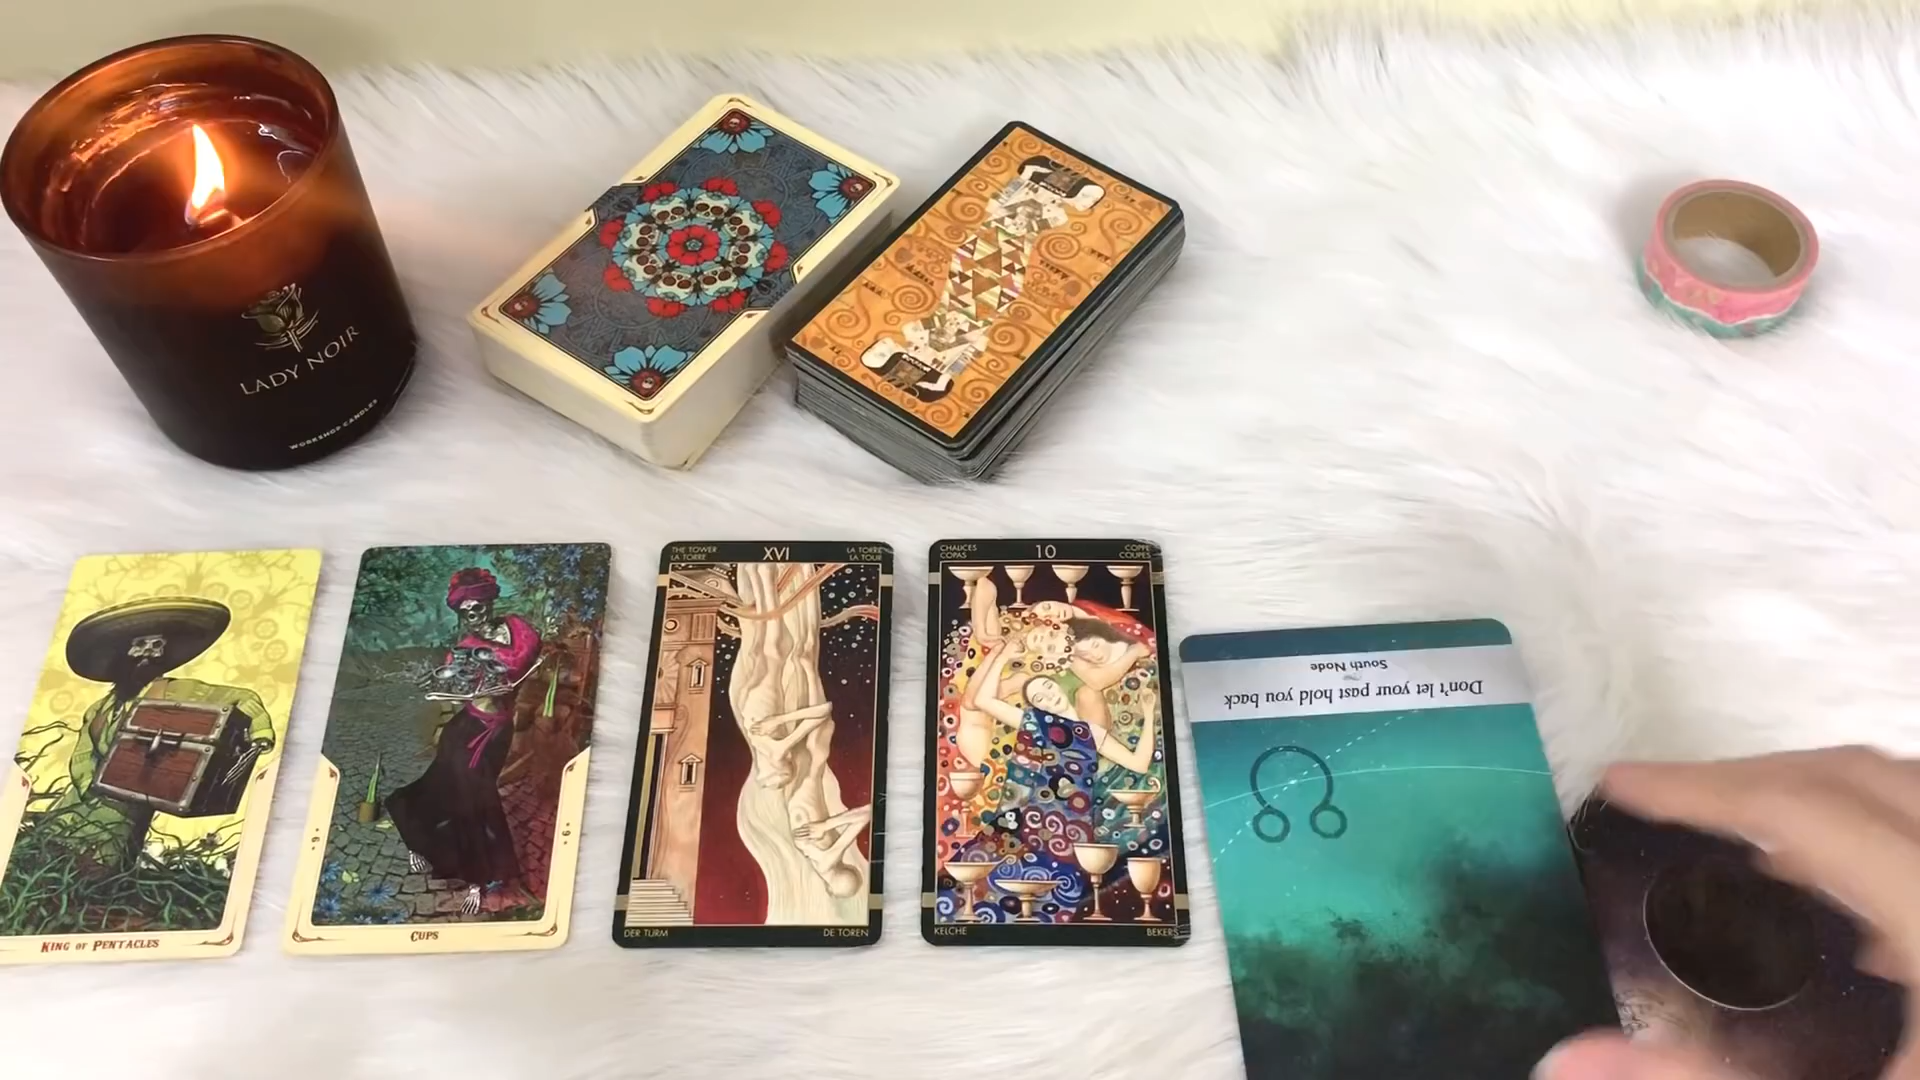 LADY NOIR
WORKSHOP CANDLES
KING OF PENTACLES
9
9
CUPS
THE TOWER
LA TORRE
XVI
LA TORRE
LA TOUR
DER TURM
DE TOREN
CHALICES
COPAS
10
COPPE
COUPES
KELCHE
BEKERS
South Node
Don't let your past hold you back